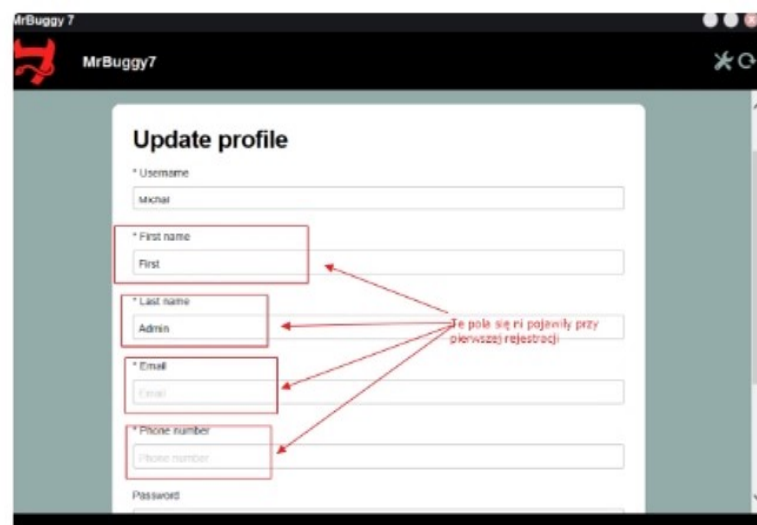 MrBuggy 7
MrBuggy7
Update profile
* Username
Michal
* First name
First
* Last name
Admin
Te pola się ni pojawiły przy
pierwszej rejestracji
* Email
Email
* Phone number
Phone number
Password